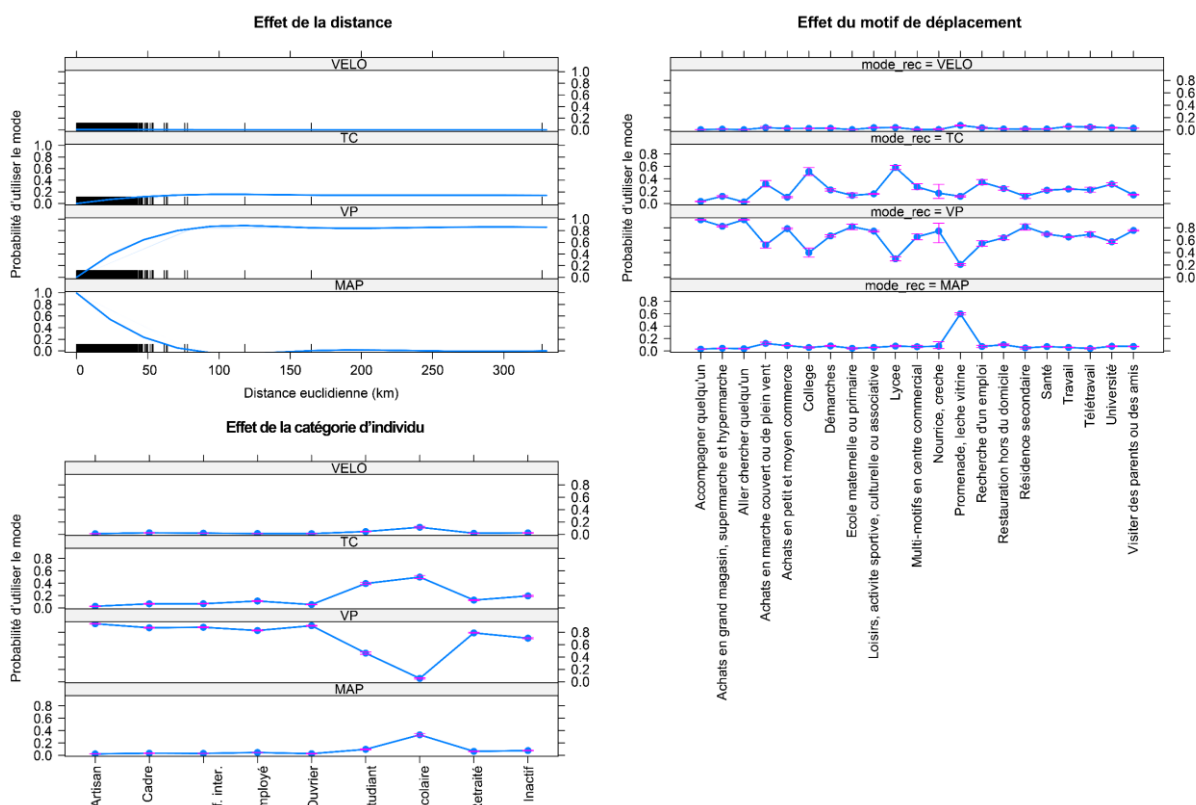 Effet de la distance
Probabilité d'utiliser le mode
VELO
1.0
0.8
0.6
0.4
0.2
0.0
TC
1.0
0.8
0.6
0.4
0.2
0.0
VP
1.0
0.8
0.6
0.4
0.2
0.0
MAP
1.0
0.8
0.6
0.4
0.2
0.0
0 50 100 150 200 250 300
Distance euclidienne (km)
Effet du motif de déplacement
Probabilité d'utiliser le mode
mode_rec = VELO
0.8
0.6
0.4
0.2
0.0
mode_rec = TC
0.8
0.6
0.4
0.2
0.0
mode_rec = VP
0.8
0.6
0.4
0.2
0.0
mode_rec = MAP
0.8
0.6
0.4
0.2
0.0
Accompagner quelqu'un
Achats en grand magasin, supermarche et hypermarche
Aller chercher quelqu'un
Achats en marche couvert ou de plein vent
Achats en petit et moyen commerce
College
Démarches
Ecole maternelle ou primaire
Loisirs, activite sportive, culturelle ou associative
Lycee
Multi-motifs en centre commercial
Nourrice, creche
Promenade, leche vitrine
Recherche d'un emploi
Restauration hors du domicile
Résidence secondaire
Santé
Travail
Télétravail
Université
Visiter des parents ou des amis
Effet de la catégorie d'individu
Probabilité d'utiliser le mode
VELO
0.8
0.6
0.4
0.2
0.0
TC
0.8
0.6
0.4
0.2
0.0
VP
0.8
0.6
0.4
0.2
0.0
MAP
0.8
0.6
0.4
0.2
0.0
Artisan
Cadre
f. inter.
mployé
Ouvrier
tudiant
colaire
Retraité
Inactif